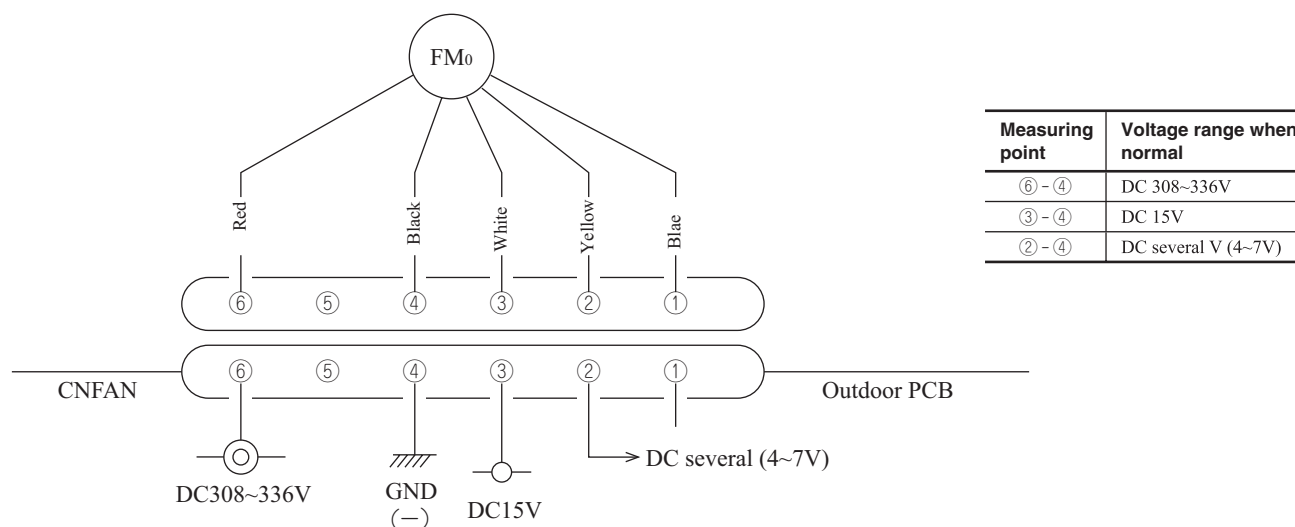 FM0
Red
Black
White
Yellow
Blae
⑥ ⑤ ④ ③ ② ①
⑥ ⑤ ④ ③ ② ①
CNFAN
Outdoor PCB
DC308~336V
GND
(−)
DC15V
DC several (4~7V)
Measuring point
Voltage range when normal
⑥ - ④ DC 308~336V
③ - ④ DC 15V
② - ④ DC several V (4~7V)